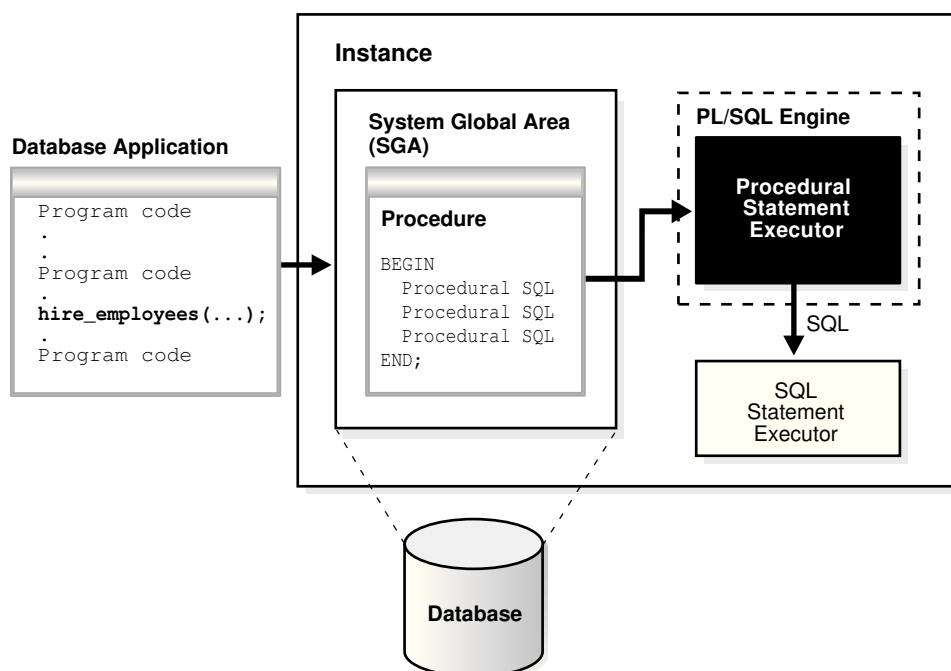 Instance
Database Application
Program code
.
.
Program code
.
hire_employees(...);
.
Program code
System Global Area
(SGA)
Procedure
BEGIN
Procedural SQL
Procedural SQL
Procedural SQL
END;
PL/SQL Engine
Procedural
Statement
Executor
SQL
SQL
Statement
Executor
Database